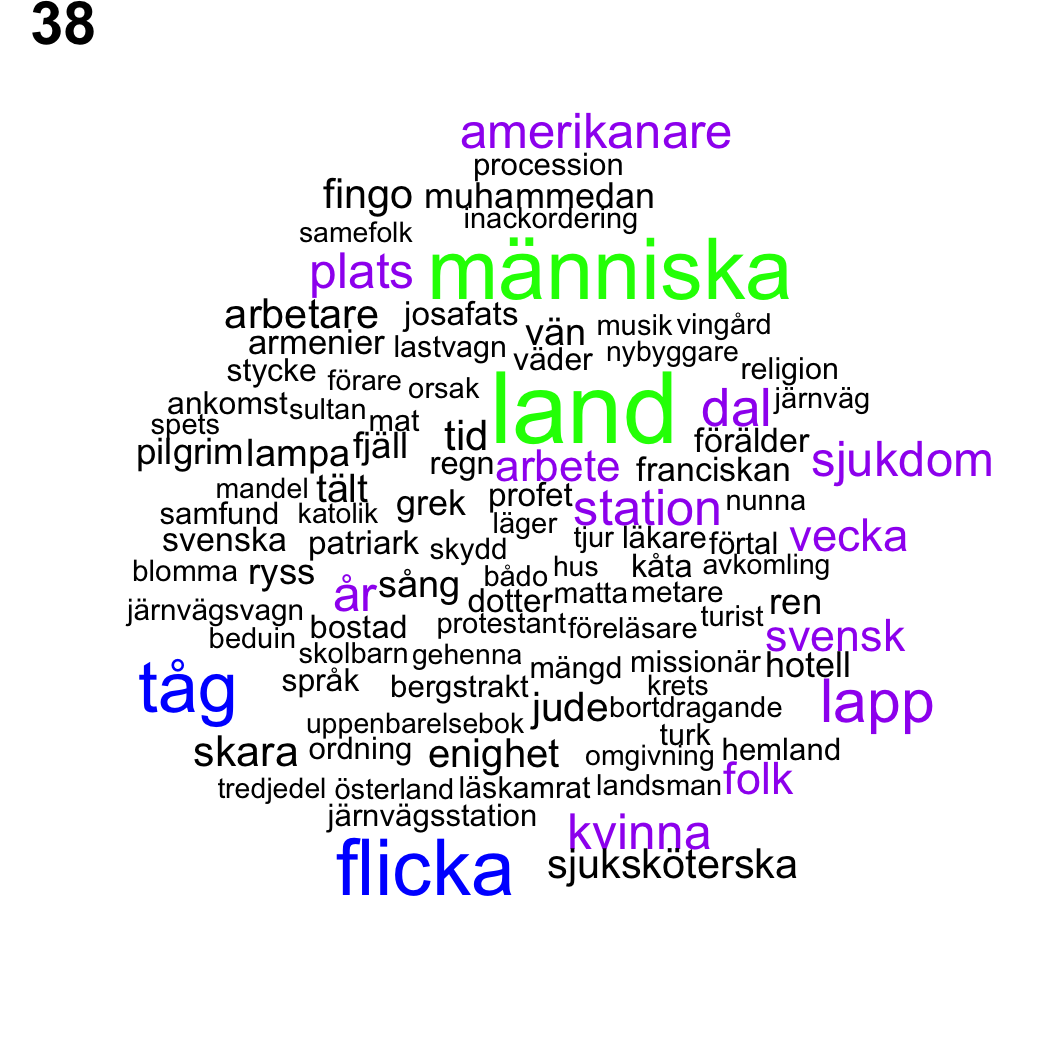 38
amerikanare
procession
fingo muhammedan
inackordering
samefolk
plats människa
arbetare josafats
vän musik vingård
armenier lastvagn
väder nybyggare
stycke förare orsak religion
land dal järnväg
ankomst sultan mat
spets
pilgrim lampa fjäll tid förälder
regn arbete franciskan sjukdom
mandel tält grek profet station nunna
samfund katolik läger
svenska patriark skydd tjur läkare förtal vecka
blomma ryss år sång bådo hus kåta avkomling
dotter matta metare ren
järnvägsvagn bostad protestant föreläsare turist
beduin svensk
skolbarn gehenna mängd missionär hotell
tåg språk bergstrakt krets
jude bortdragande lapp
uppenbarelsebok turk
skara ordning enighet omgivning hemland
tredjedel österland läskamrat landsman folk
järnvägsstation kvinna
flicka sjuksköterska